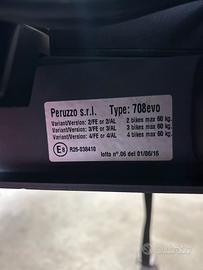 Peruzzo s.r.l. Type: 708evo
Variant/Version: 2/FE or 2/AL 2 bikes max 60 kg.
Variant/Version: 3/FE or 3/AL 3 bikes max 60 kg.
Variant/Version: 4/FE or 4/AL 4 bikes max 60 kg.
E8 R26-038410
lotto n°.06 del 01/06/16
subito